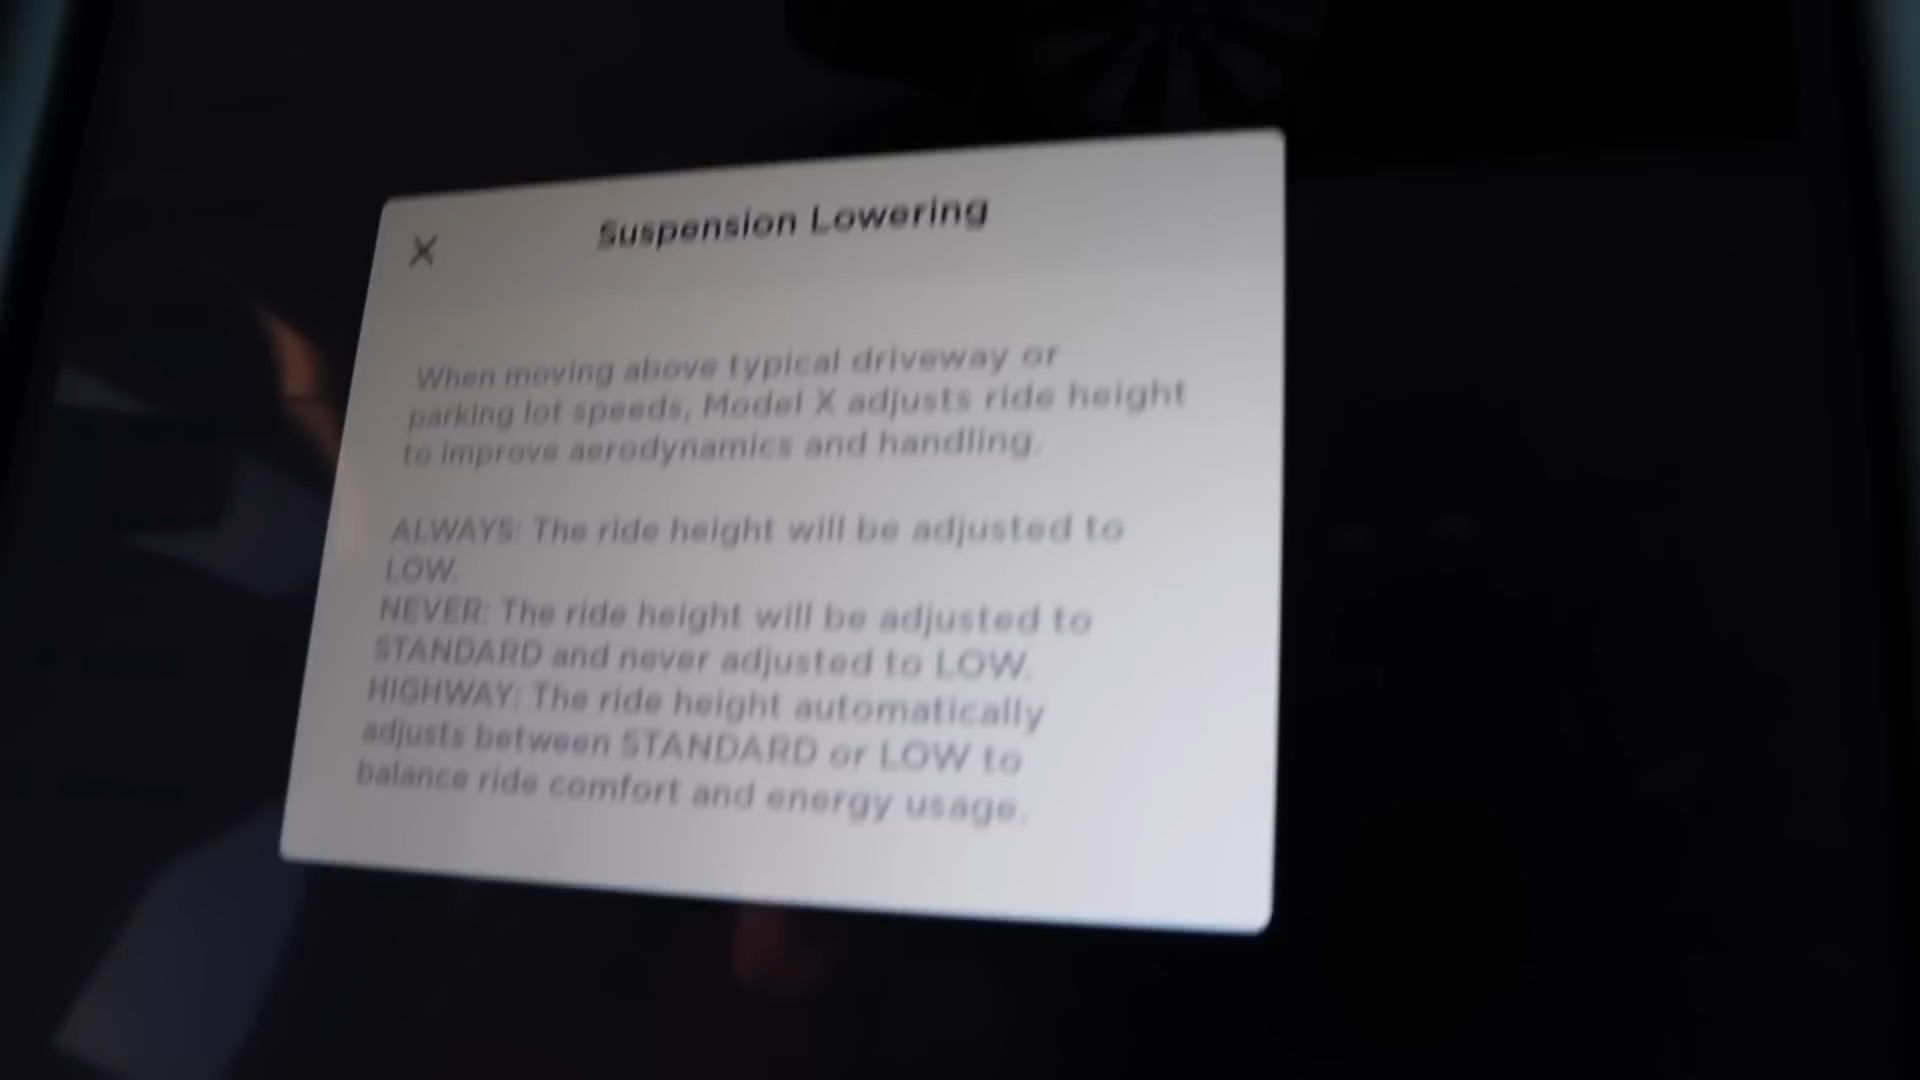 X
Suspension Lowering
When moving above typical driveway or
parking lot speeds, Model X adjusts ride height
to improve aerodynamics and handling.
ALWAYS: The ride height will be adjusted to
LOW.
NEVER: The ride height will be adjusted to
STANDARD and never adjusted to LOW.
HIGHWAY: The ride height automatically
adjusts between STANDARD or LOW to
balance ride comfort and energy usage.